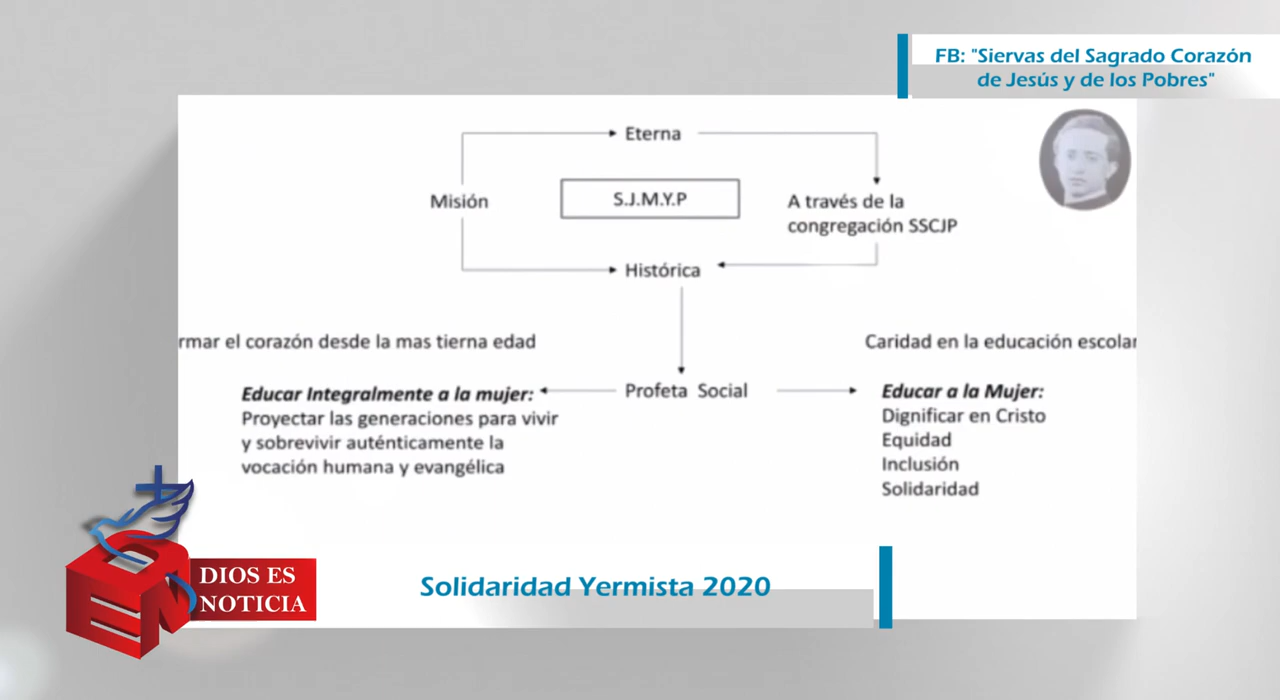 FB: "Siervas del Sagrado Corazón
de Jesús y de los Pobres"
Eterna
Misión
S.J.M.Y.P
A través de la
congregación SSCJP
Histórica
rmar el corazón desde la mas tierna edad
Caridad en la educación escolar
Educar Integralmente a la mujer:
Proyectar las generaciones para vivir
y sobrevivir auténticamente la
vocación humana y evangélica
Profeta Social
Educar a la Mujer:
Dignificar en Cristo
Equidad
Inclusión
Solidaridad
DIOS ES
NOTICIA
Solidaridad Yermista 2020